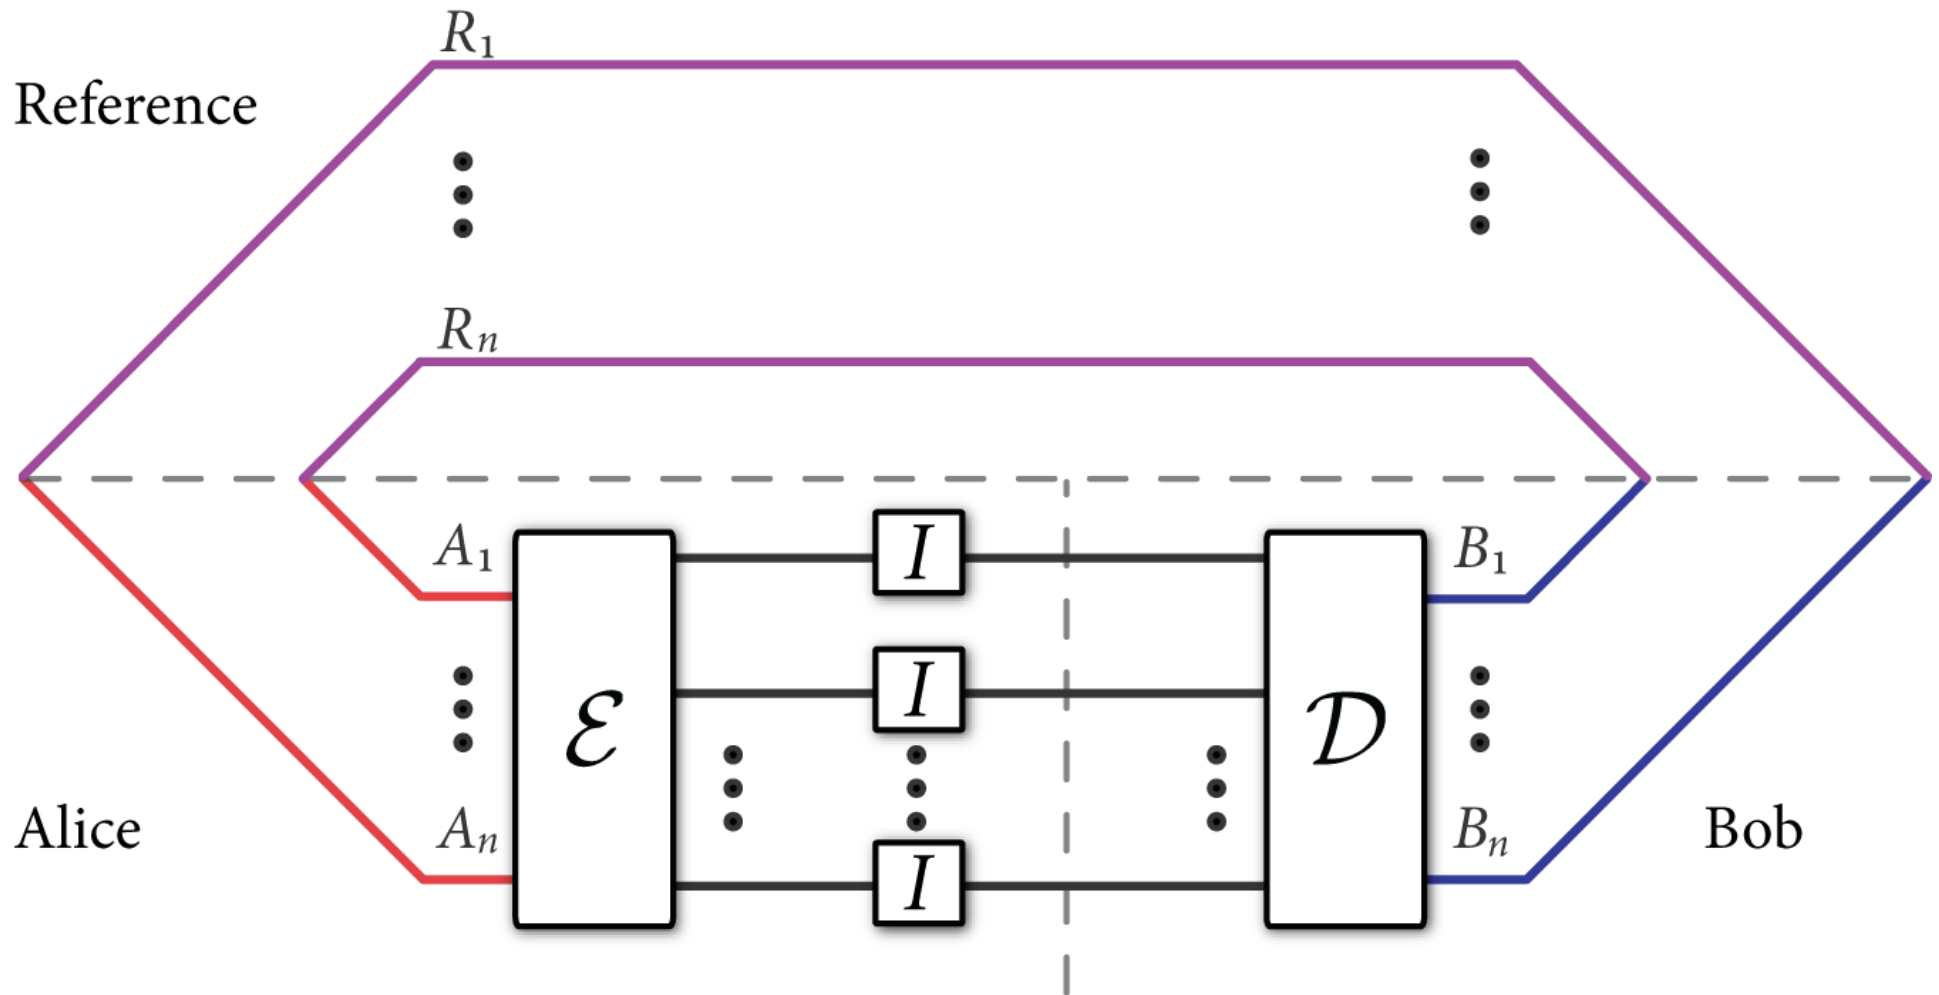 R₁
Reference
Rₙ
A₁
I
B₁
I
ℰ
𝒟
Alice
Aₙ
Bₙ
Bob
I